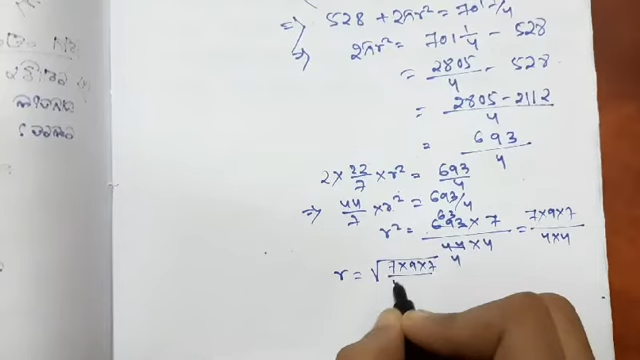 => 528 + 2πr² = 701 1/4
=> 2πr² = 701 1/4 - 528
= 2805/4 - 528
= 2805 - 2112/4
= 693/4
2 × 22/7 × r² = 693/4
=> 44/7 × r² = 693/4
r² = 693 63 × 7/44 4 × 4 = 7×9×7/4×4
r = √7×9×7